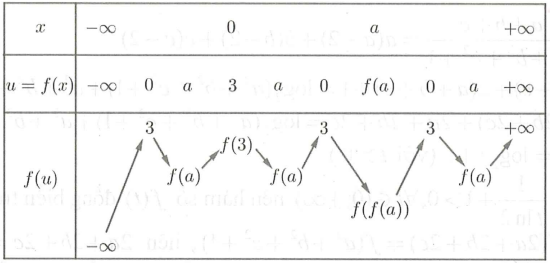 x −∞ 0 a +∞
u = f(x) −∞ 0 a 3 a 0 f(a) 0 a +∞
3 3 3 +∞
f(3)
f(u) f(a) f(a) f(a)
f(f(a))
−∞